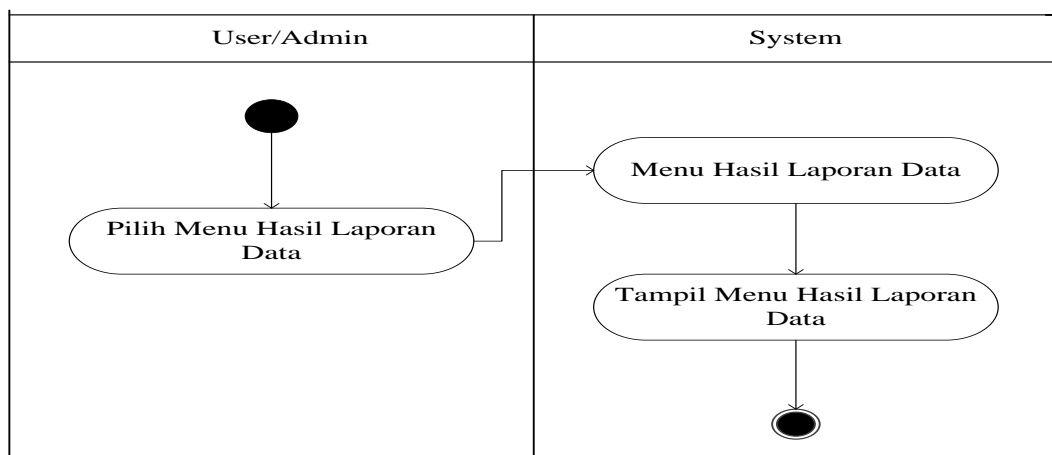 User/Admin
System
Menu Hasil Laporan Data
Pilih Menu Hasil Laporan
Data
Tampil Menu Hasil Laporan
Data